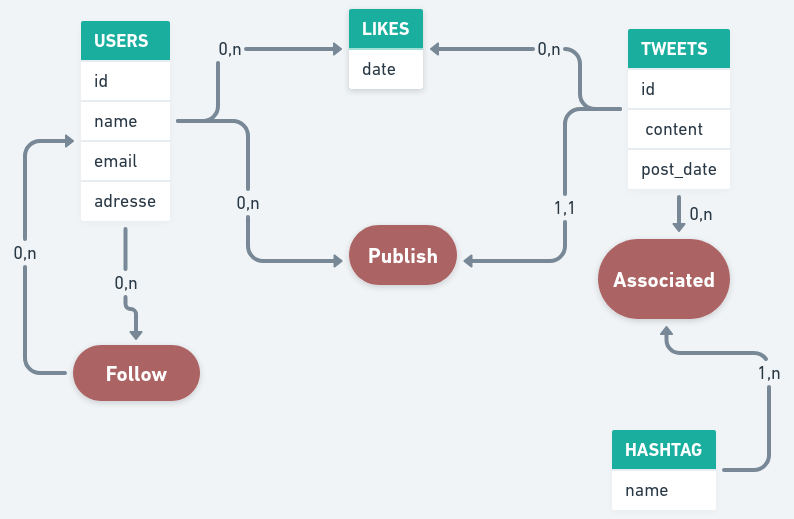 USERS
id
name
email
adresse
0,n
LIKES
date
0,n
TWEETS
id
content
post_date
0,n
0,n
1,1
0,n
Publish
Associated
0,n
0,n
Follow
1,n
HASHTAG
name